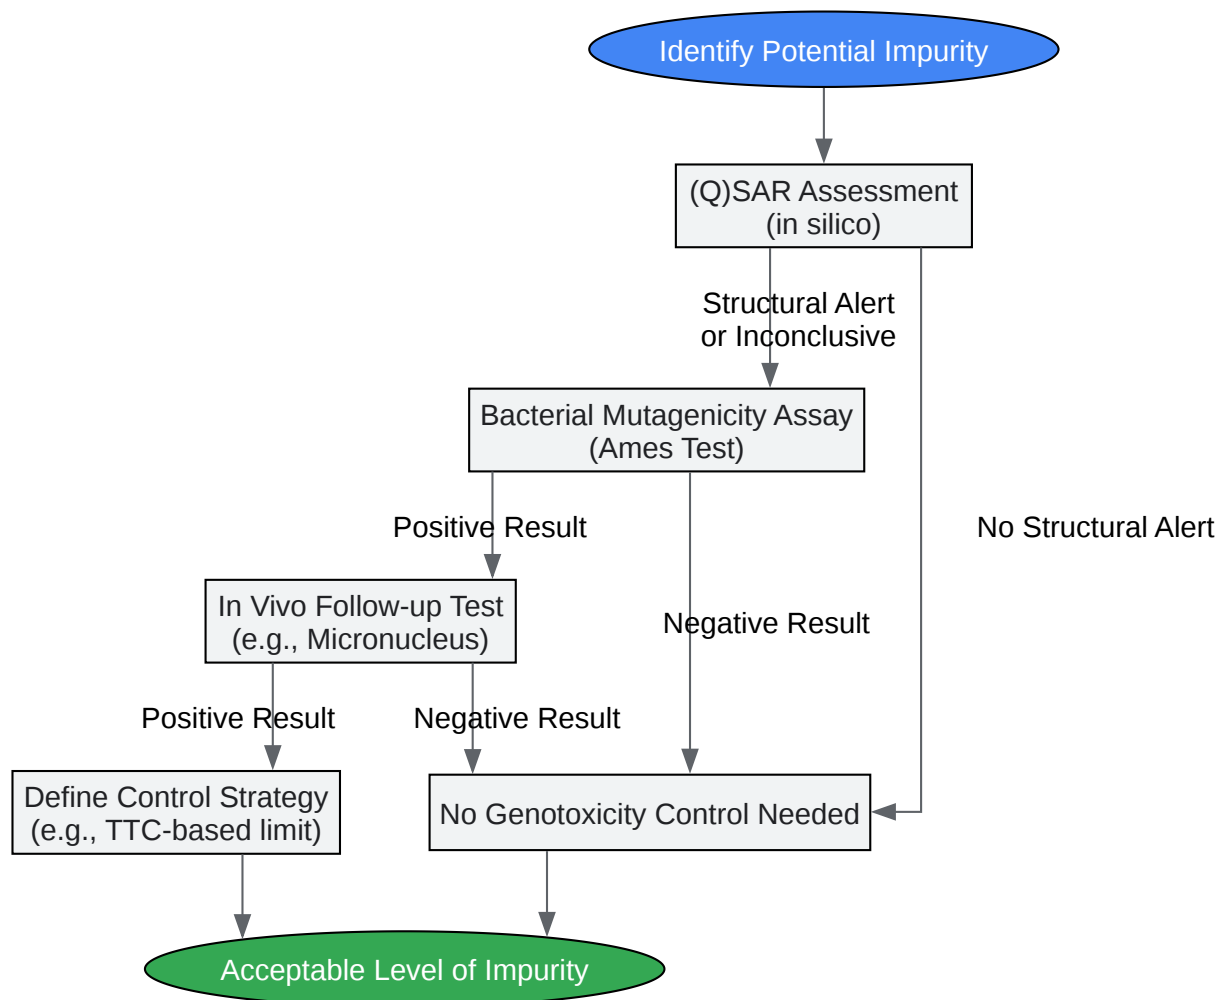 Identify Potential Impurity
(Q)SAR Assessment
(in silico)
Structural Alert
or Inconclusive
Bacterial Mutagenicity Assay
(Ames Test)
Positive Result
No Structural Alert
In Vivo Follow-up Test
(e.g., Micronucleus)
Negative Result
Positive Result
Negative Result
Define Control Strategy
(e.g., TTC-based limit)
No Genotoxicity Control Needed
Acceptable Level of Impurity